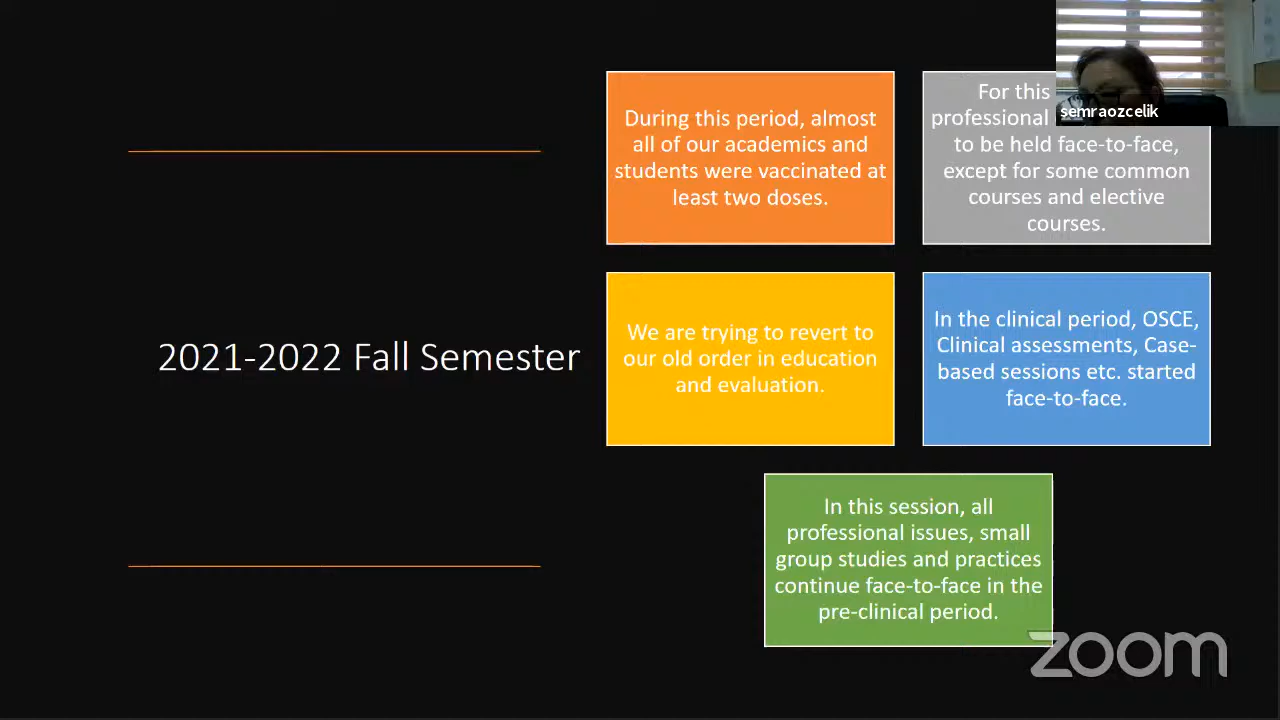 semraozcelik
2021-2022 Fall Semester
During this period, almost
all of our academics and
students were vaccinated at
least two doses.
For this
professional
to be held face-to-face,
except for some common
courses and elective
courses.
We are trying to revert to
our old order in education
and evaluation.
In the clinical period, OSCE,
Clinical assessments, Case-
based sessions etc. started
face-to-face.
In this session, all
professional issues, small
group studies and practices
continue face-to-face in the
pre-clinical period.
zoom